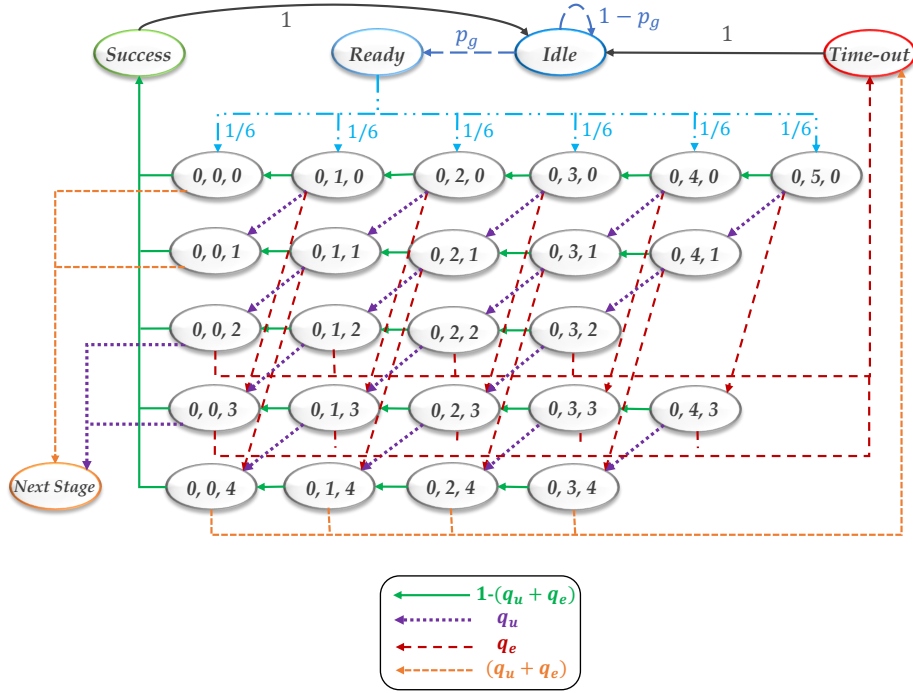 1
1 − p_g
Success
Ready
p_g
Idle
1
Time-out
1/6 1/6 1/6 1/6 1/6 1/6
0, 0, 0 0, 1, 0 0, 2, 0 0, 3, 0 0, 4, 0 0, 5, 0
0, 0, 1 0, 1, 1 0, 2, 1 0, 3, 1 0, 4, 1
0, 0, 2 0, 1, 2 0, 2, 2 0, 3, 2
0, 0, 3 0, 1, 3 0, 2, 3 0, 3, 3 0, 4, 3
Next Stage
0, 0, 4 0, 1, 4 0, 2, 4 0, 3, 4
1-(q_u + q_e)
q_u
q_e
(q_u + q_e)